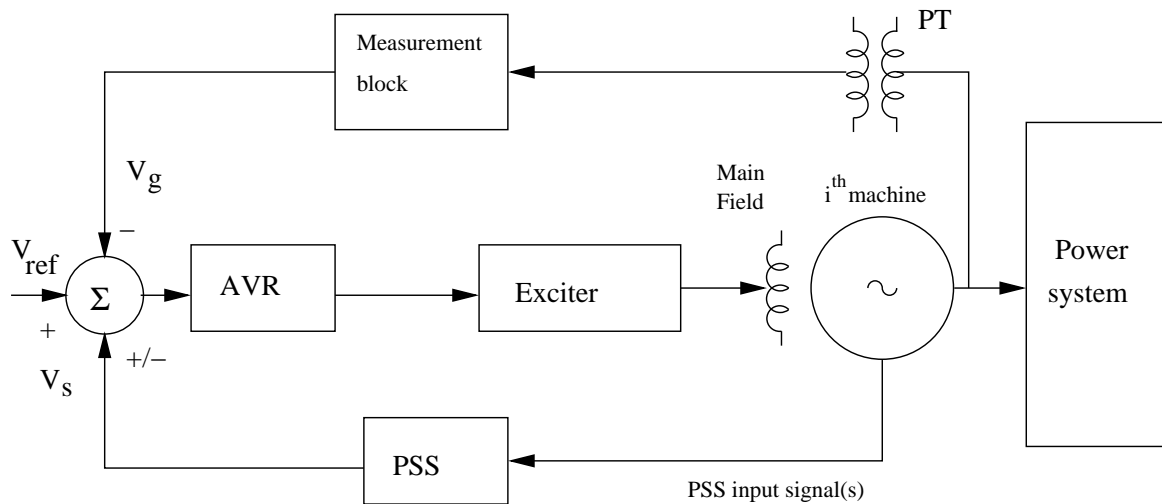 PT
Measurement
block
V_g
−
Main
Field
i^th machine
V_ref
+
Σ
AVR
Exciter
Power
system
+/−
V_s
PSS
PSS input signal(s)